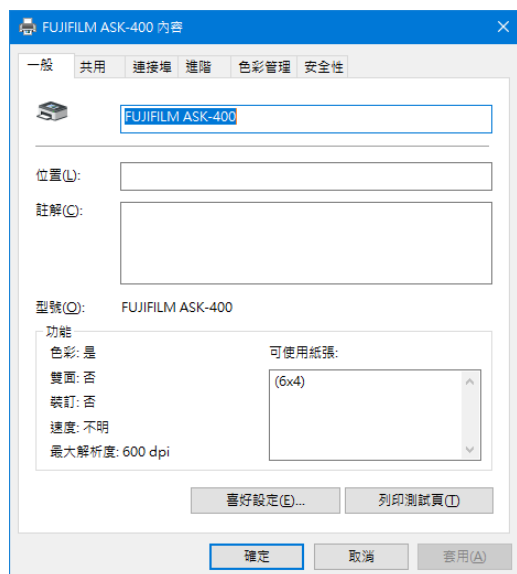 FUJIFILM ASK-400 內容
一般 共用 連接埠 進階 色彩管理 安全性
FUJIFILM ASK-400
位置(L):
註解(C):
型號(O): FUJIFILM ASK-400
功能
色彩: 是 可使用紙張:
雙面: 否 (6x4)
裝訂: 否
速度: 不明
最大解析度: 600 dpi
喜好設定(E)... 列印測試頁(T)
確定 取消 套用(A)